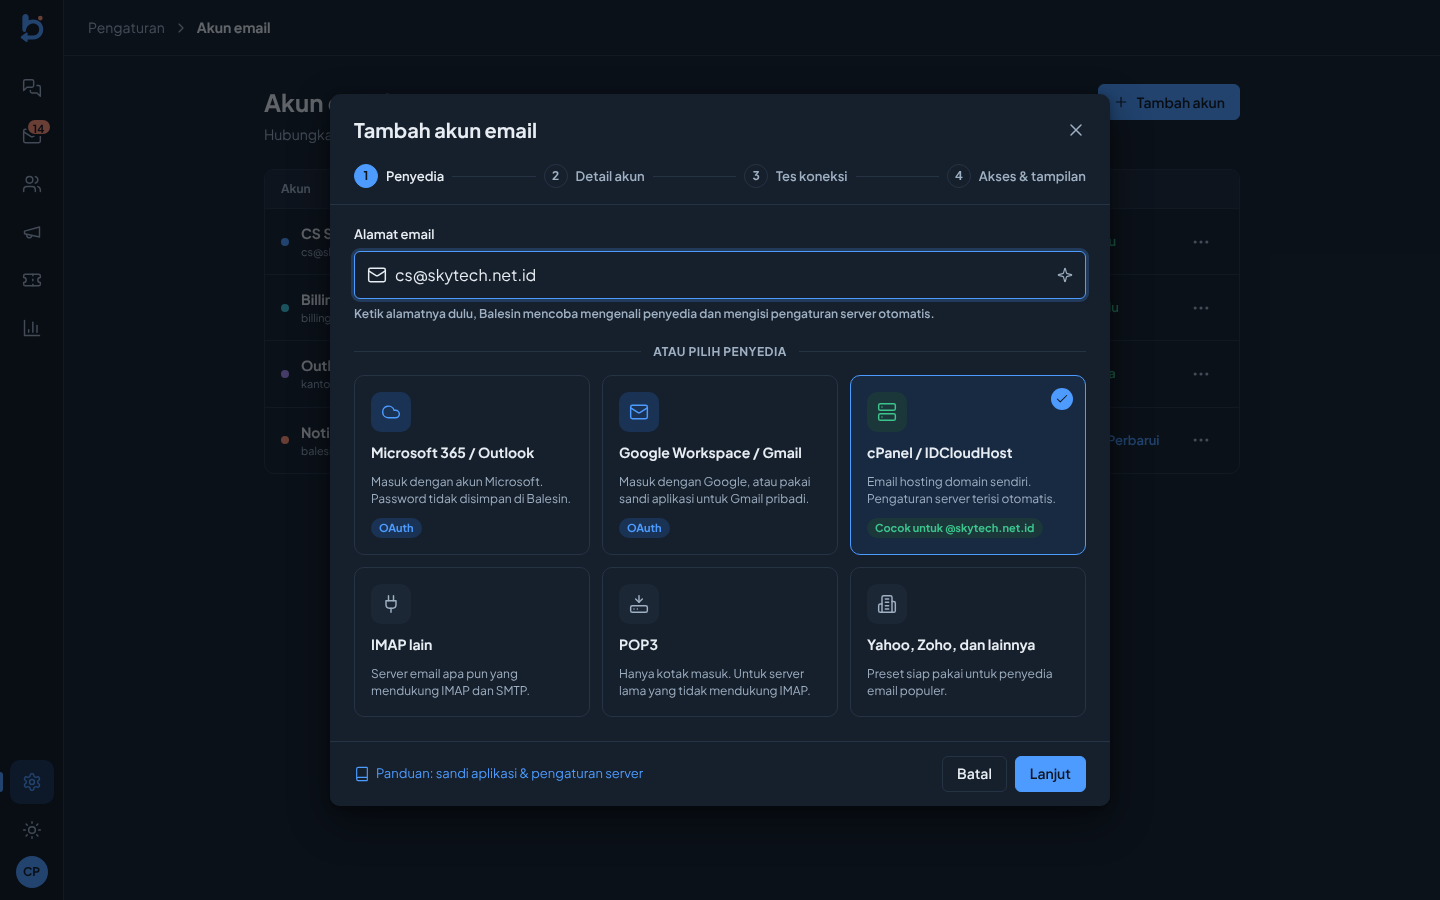 Pengaturan
Akun email
14
Akun
Tambah akun
Hubungka
Akun
CS S
cs@sk
Billin
billing
Outl
kanto
Noti
bales
Perbarui
CP
Tambah akun email
1 Penyedia
2 Detail akun
3 Tes koneksi
4 Akses & tampilan
Alamat email
cs@skytech.net.id
Ketik alamatnya dulu, Balesin mencoba mengenali penyedia dan mengisi pengaturan server otomatis.
ATAU PILIH PENYEDIA
Microsoft 365 / Outlook
Masuk dengan akun Microsoft.
Password tidak disimpan di Balesin.
OAuth
Google Workspace / Gmail
Masuk dengan Google, atau pakai
sandi aplikasi untuk Gmail pribadi.
OAuth
cPanel / IDCloudHost
Email hosting domain sendiri.
Pengaturan server terisi otomatis.
Cocok untuk @skytech.net.id
IMAP lain
Server email apa pun yang
mendukung IMAP dan SMTP.
POP3
Hanya kotak masuk. Untuk server
lama yang tidak mendukung IMAP.
Yahoo, Zoho, dan lainnya
Preset siap pakai untuk penyedia
email populer.
Panduan: sandi aplikasi & pengaturan server
Batal
Lanjut